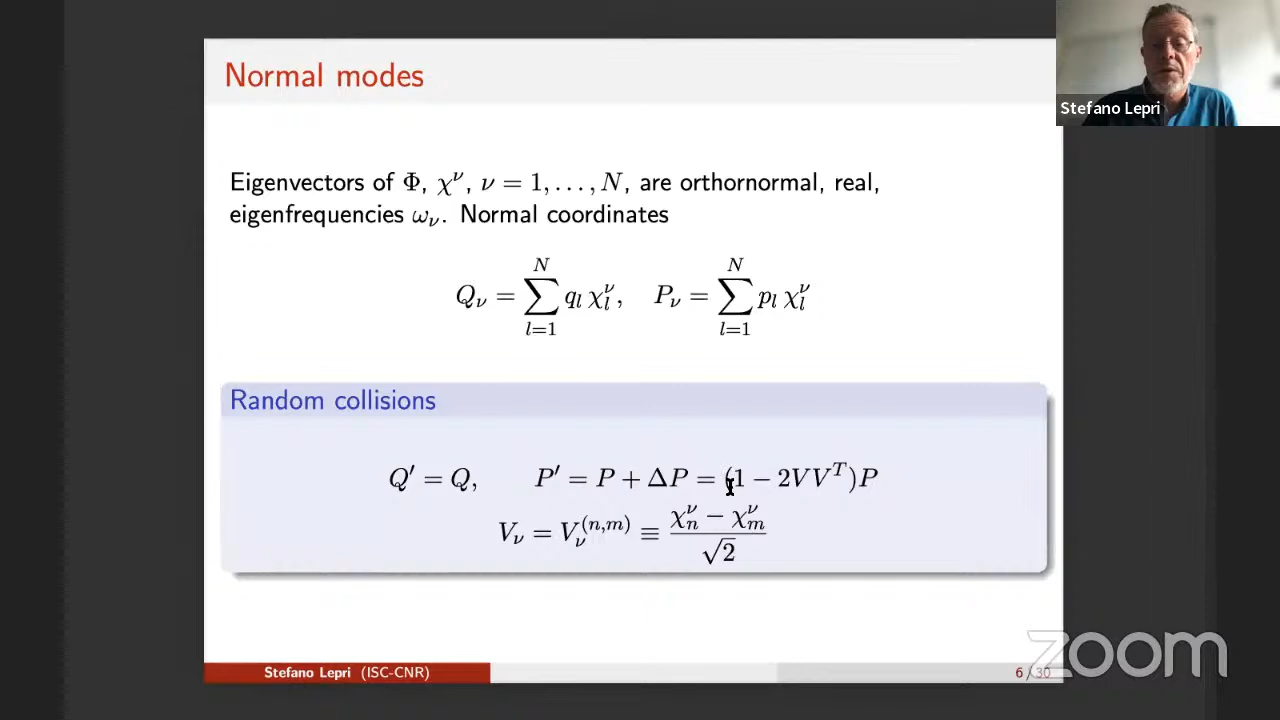 Normal modes
Stefano Lepri
Eigenvectors of Φ, χ^ν, ν = 1, . . . , N, are orthornormal, real,
eigenfrequencies ω_ν. Normal coordinates
Q_ν = ∑_{l=1}^{N} q_l χ_l^ν, P_ν = ∑_{l=1}^{N} p_l χ_l^ν
Random collisions
Q′ = Q, P′ = P + ΔP = (1 − 2VV^T)P
V_ν = V_ν^{(n,m)} ≡ \frac{χ_n^ν − χ_m^ν}{√2}
Stefano Lepri (ISC-CNR)
6 / 30
zoom